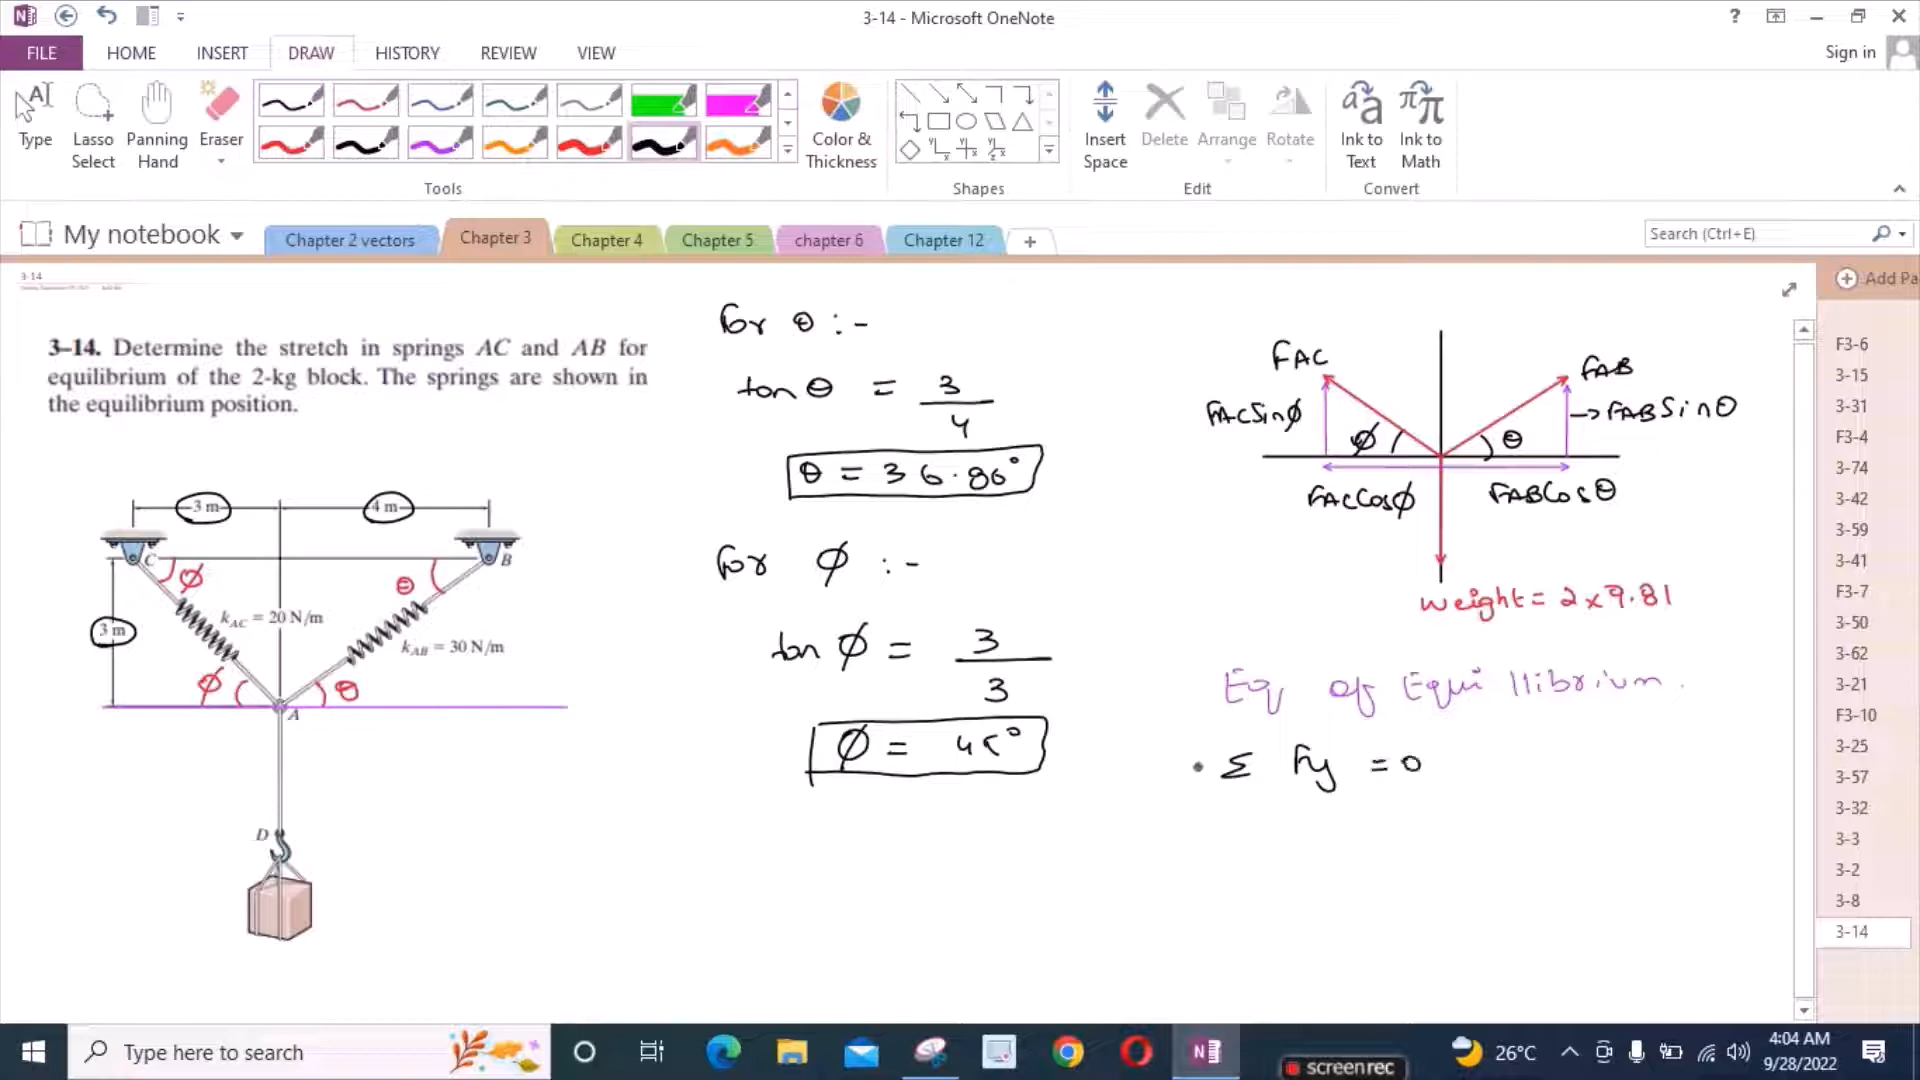 3-14 - Microsoft OneNote
FILE HOME INSERT DRAW HISTORY REVIEW VIEW
Sign in
Type
Lasso Select
Panning Hand
Eraser
Color & Thickness
Insert Space
Delete
Arrange
Rotate
Ink to Text
Ink to Math
Tools
Shapes
Edit
Convert
My notebook
Chapter 2 vectors
Chapter 3
Chapter 4
Chapter 5
chapter 6
Chapter 12
Search (Ctrl+E)
3-14
Add Pa
3–14. Determine the stretch in springs AC and AB for
equilibrium of the 2-kg block. The springs are shown in
the equilibrium position.
3 m
4 m
C
B
ϕ
θ
kAC = 20 N/m
kAB = 30 N/m
3 m
ϕ
θ
A
D
For θ :-
tan θ = 3/4
θ = 36.86°
For ϕ :-
tan ϕ = 3/3
ϕ = 45°
FAC
FAB
FACSinϕ
→FABSinθ
ϕ
θ
FACCosϕ
FABCosθ
weight = 2x9.81
Eq of Equillibrium.
Σ Fy = 0
F3-6
3-15
3-31
F3-4
3-74
3-42
3-59
3-41
F3-7
3-50
3-62
3-21
F3-10
3-25
3-57
3-32
3-3
3-2
3-8
3-14
Type here to search
screenrec
26°C
4:04 AM
9/28/2022